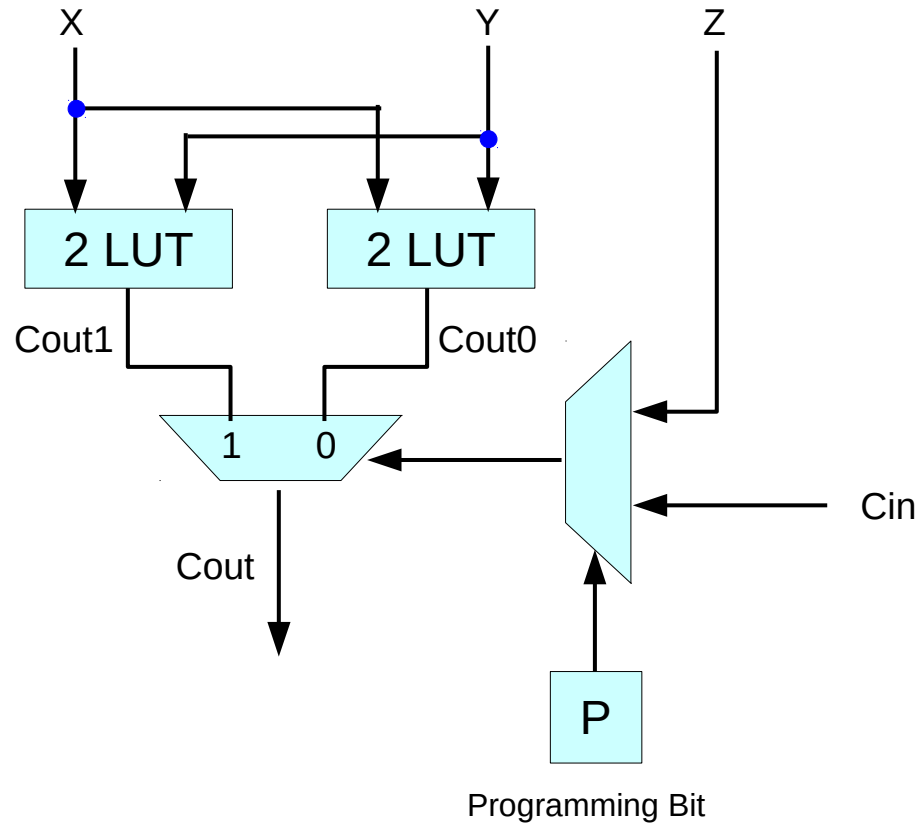 X
Y
Z
2 LUT
2 LUT
Cout1
Cout0
1
0
Cin
Cout
P
Programming Bit